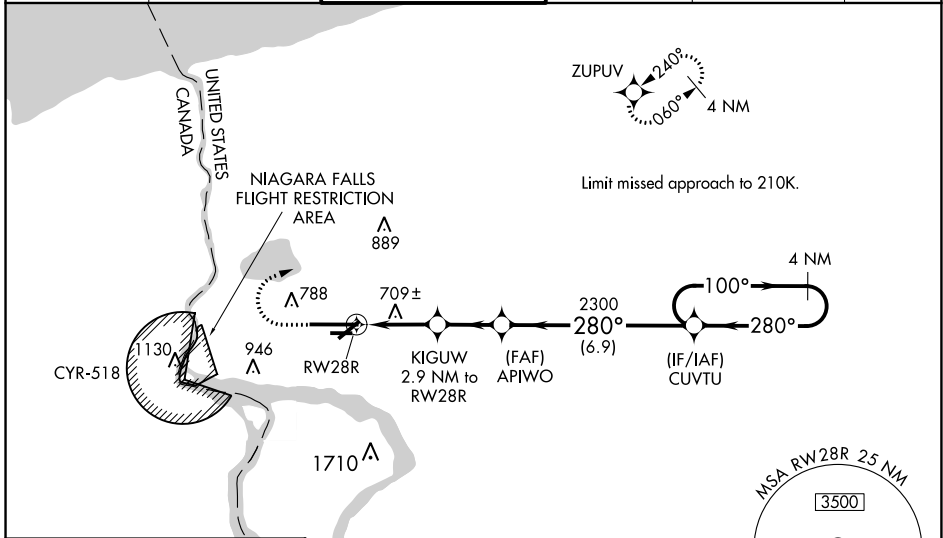 UNITED STATES
CANADA
ZUPUV
240°
060°
4 NM
Limit missed approach to 210K.
NIAGARA FALLS
FLIGHT RESTRICTION
AREA
889
788
709±
1130
946
CYR-518
RW28R
KIGUW
2.9 NM to
RW28R
(FAF)
APIWO
2300
280°
(6.9)
(IF/IAF)
CUVTU
100°
280°
4 NM
1710
MSA RW28R 25 NM
3500